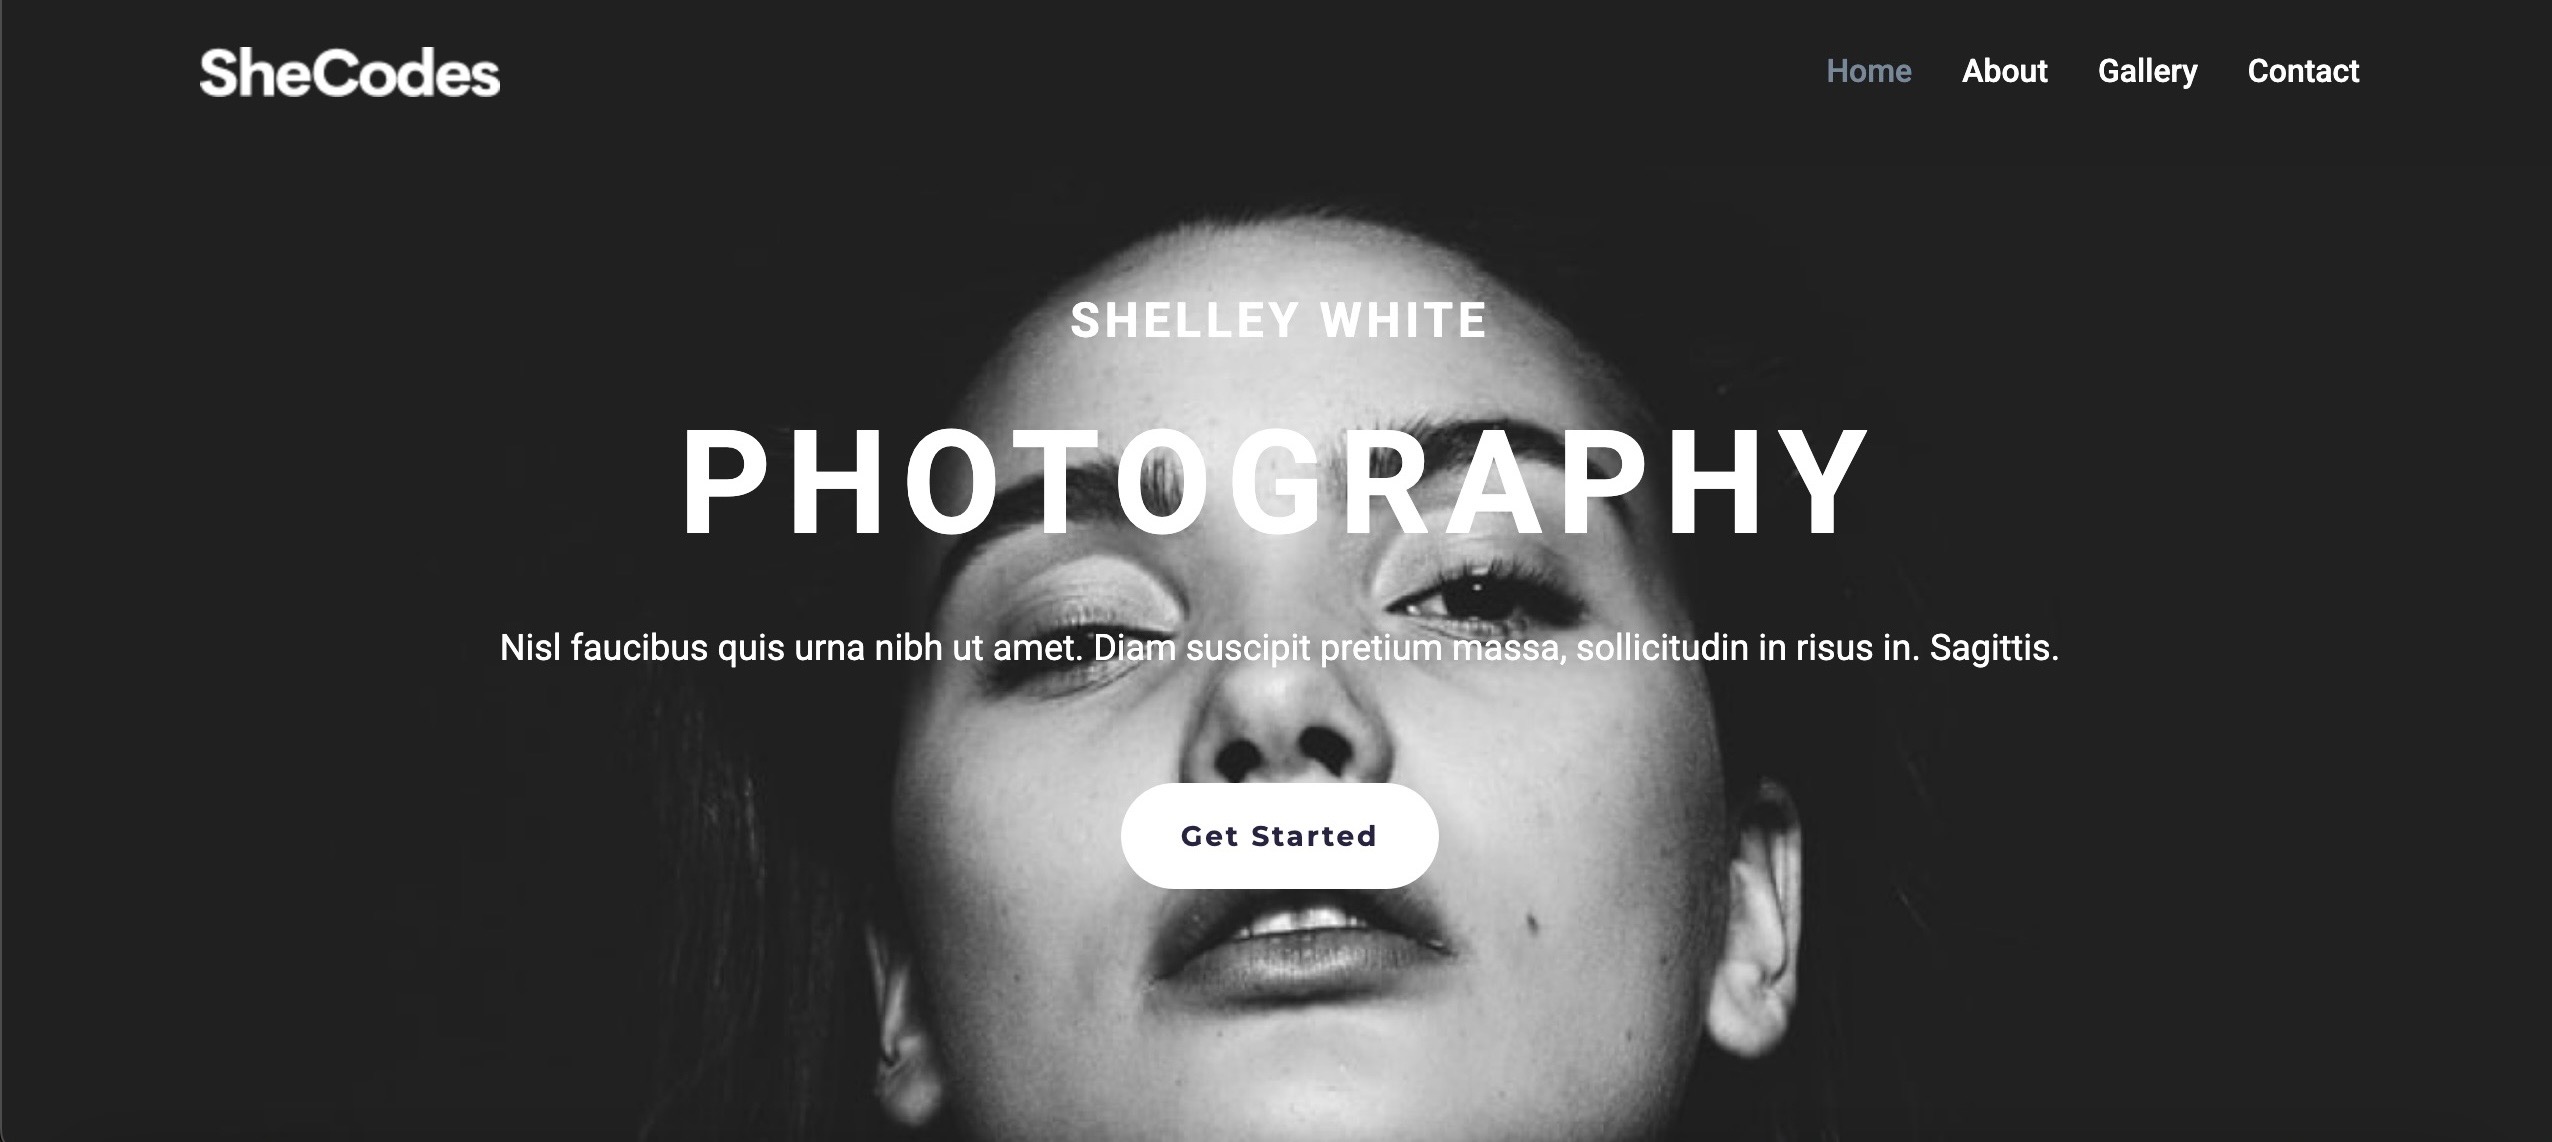 SheCodes
Home About Gallery Contact
SHELLEY WHITE
PHOTOGRAPHY
Nisl faucibus quis urna nibh ut amet. Diam suscipit pretium massa, sollicitudin in risus in. Sagittis.
Get Started